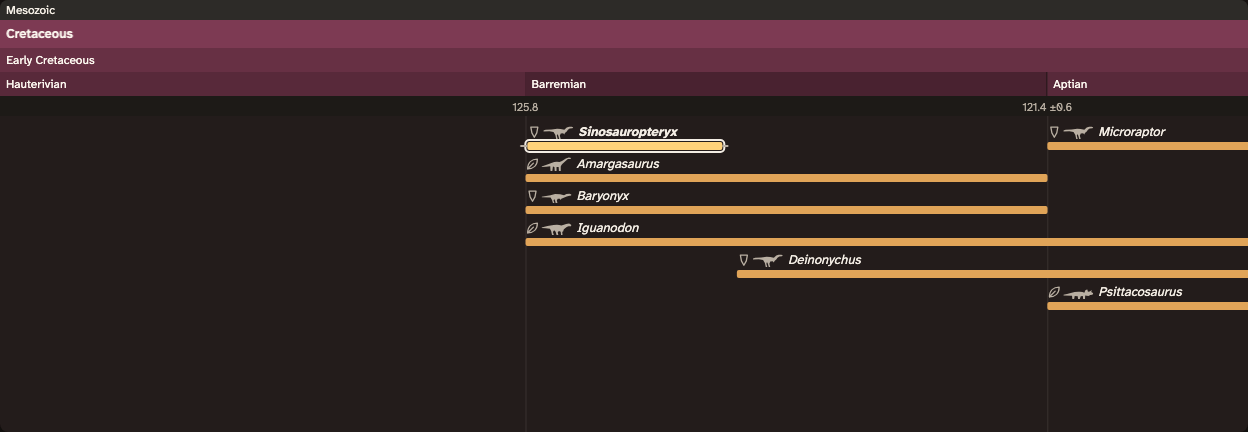 Mesozoic
Cretaceous
Early Cretaceous
Hauterivian Barremian Aptian
125.8 121.4 ±0.6
Sinosauropteryx Microraptor
Amargasaurus
Baryonyx
Iguanodon
Deinonychus
Psittacosaurus